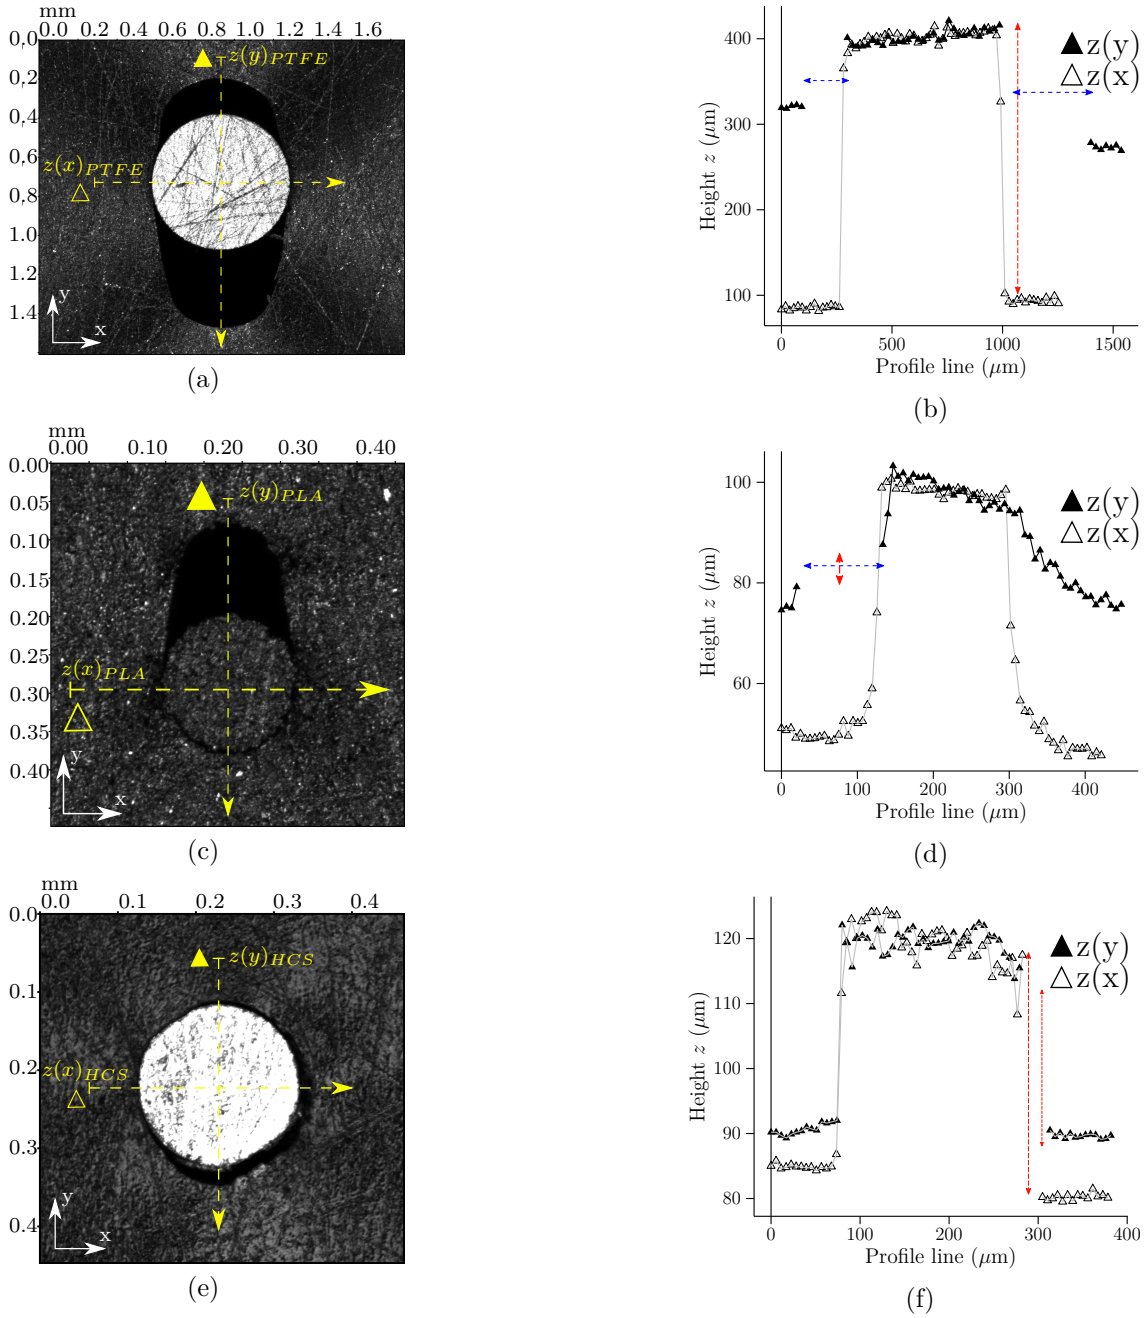 mm
0.0 0.2 0.4 0.6 0.8 1.0 1.2 1.4 1.6
0.0
0.2
0.4
0.6
0.8
1.0
1.2
1.4
z(y)PTFE
z(x)PTFE
y
x
(a)
400
300
200
100
Height z (μm)
z(y)
z(x)
0 500 1000 1500
Profile line (μm)
(b)
mm
0.00 0.10 0.20 0.30 0.40
0.00
0.05
0.10
0.15
0.20
0.25
0.30
0.35
0.40
z(y)PLA
z(x)PLA
y
x
(c)
100
80
60
Height z (μm)
z(y)
z(x)
0 100 200 300 400
Profile line (μm)
(d)
mm
0.0 0.1 0.2 0.3 0.4
0.0
0.1
0.2
0.3
0.4
z(y)HCS
z(x)HCS
y
x
(e)
120
110
100
90
80
Height z (μm)
z(y)
z(x)
0 100 200 300 400
Profile line (μm)
(f)